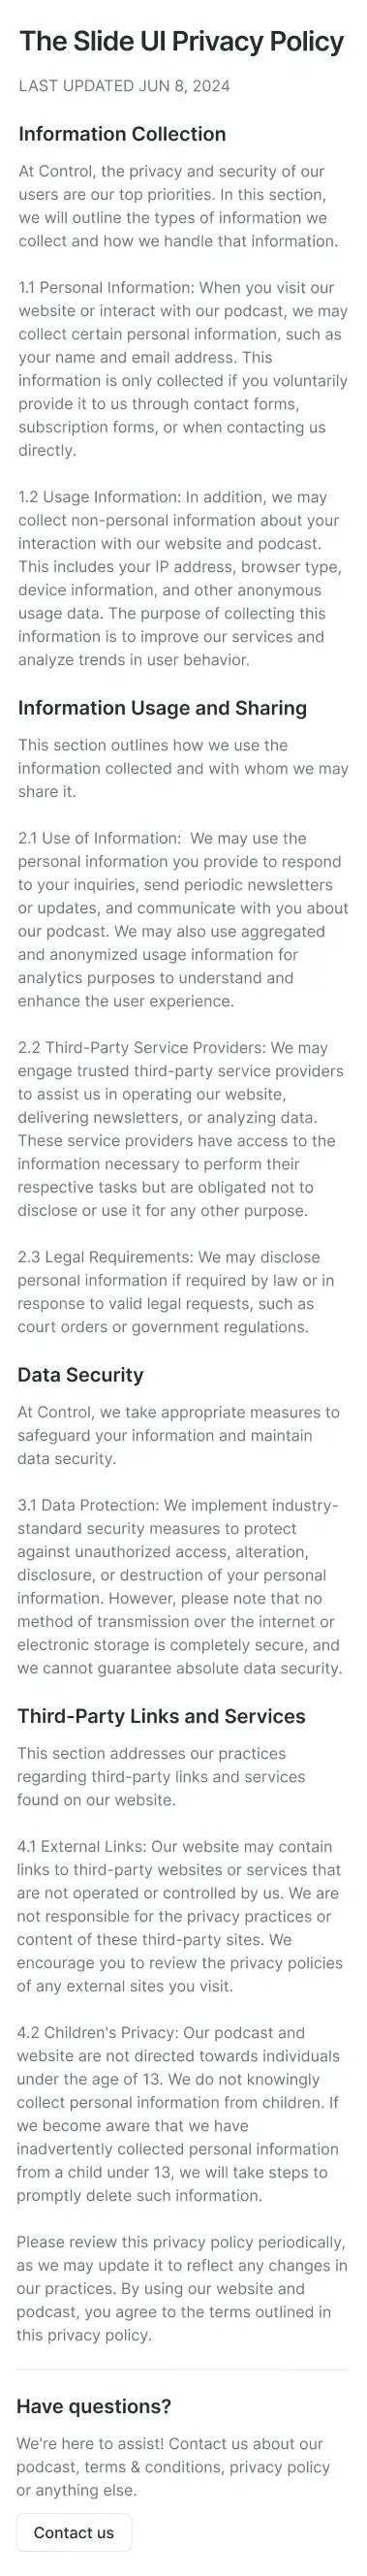 The Slide UI Privacy Policy
LAST UPDATED JUN 8, 2024
Information Collection
At Control, the privacy and security of our
users are our top priorities. In this section,
we will outline the types of information we
collect and how we handle that information.
1.1 Personal Information: When you visit our
website or interact with our podcast, we may
collect certain personal information, such as
your name and email address. This
information is only collected if you voluntarily
provide it to us through contact forms,
subscription forms, or when contacting us
directly.
1.2 Usage Information: In addition, we may
collect non-personal information about your
interaction with our website and podcast.
This includes your IP address, browser type,
device information, and other anonymous
usage data. The purpose of collecting this
information is to improve our services and
analyze trends in user behavior.
Information Usage and Sharing
This section outlines how we use the
information collected and with whom we may
share it.
2.1 Use of Information:  We may use the
personal information you provide to respond
to your inquiries, send periodic newsletters
or updates, and communicate with you about
our podcast. We may also use aggregated
and anonymized usage information for
analytics purposes to understand and
enhance the user experience.
2.2 Third-Party Service Providers: We may
engage trusted third-party service providers
to assist us in operating our website,
delivering newsletters, or analyzing data.
These service providers have access to the
information necessary to perform their
respective tasks but are obligated not to
disclose or use it for any other purpose.
2.3 Legal Requirements: We may disclose
personal information if required by law or in
response to valid legal requests, such as
court orders or government regulations.
Data Security
At Control, we take appropriate measures to
safeguard your information and maintain
data security.
3.1 Data Protection: We implement industry-
standard security measures to protect
against unauthorized access, alteration,
disclosure, or destruction of your personal
information. However, please note that no
method of transmission over the internet or
electronic storage is completely secure, and
we cannot guarantee absolute data security.
Third-Party Links and Services
This section addresses our practices
regarding third-party links and services
found on our website.
4.1 External Links: Our website may contain
links to third-party websites or services that
are not operated or controlled by us. We are
not responsible for the privacy practices or
content of these third-party sites. We
encourage you to review the privacy policies
of any external sites you visit.
4.2 Children's Privacy: Our podcast and
website are not directed towards individuals
under the age of 13. We do not knowingly
collect personal information from children. If
we become aware that we have
inadvertently collected personal information
from a child under 13, we will take steps to
promptly delete such information.
Please review this privacy policy periodically,
as we may update it to reflect any changes in
our practices. By using our website and
podcast, you agree to the terms outlined in
this privacy policy.
Have questions?
We're here to assist! Contact us about our
podcast, terms & conditions, privacy policy
or anything else.
Contact us